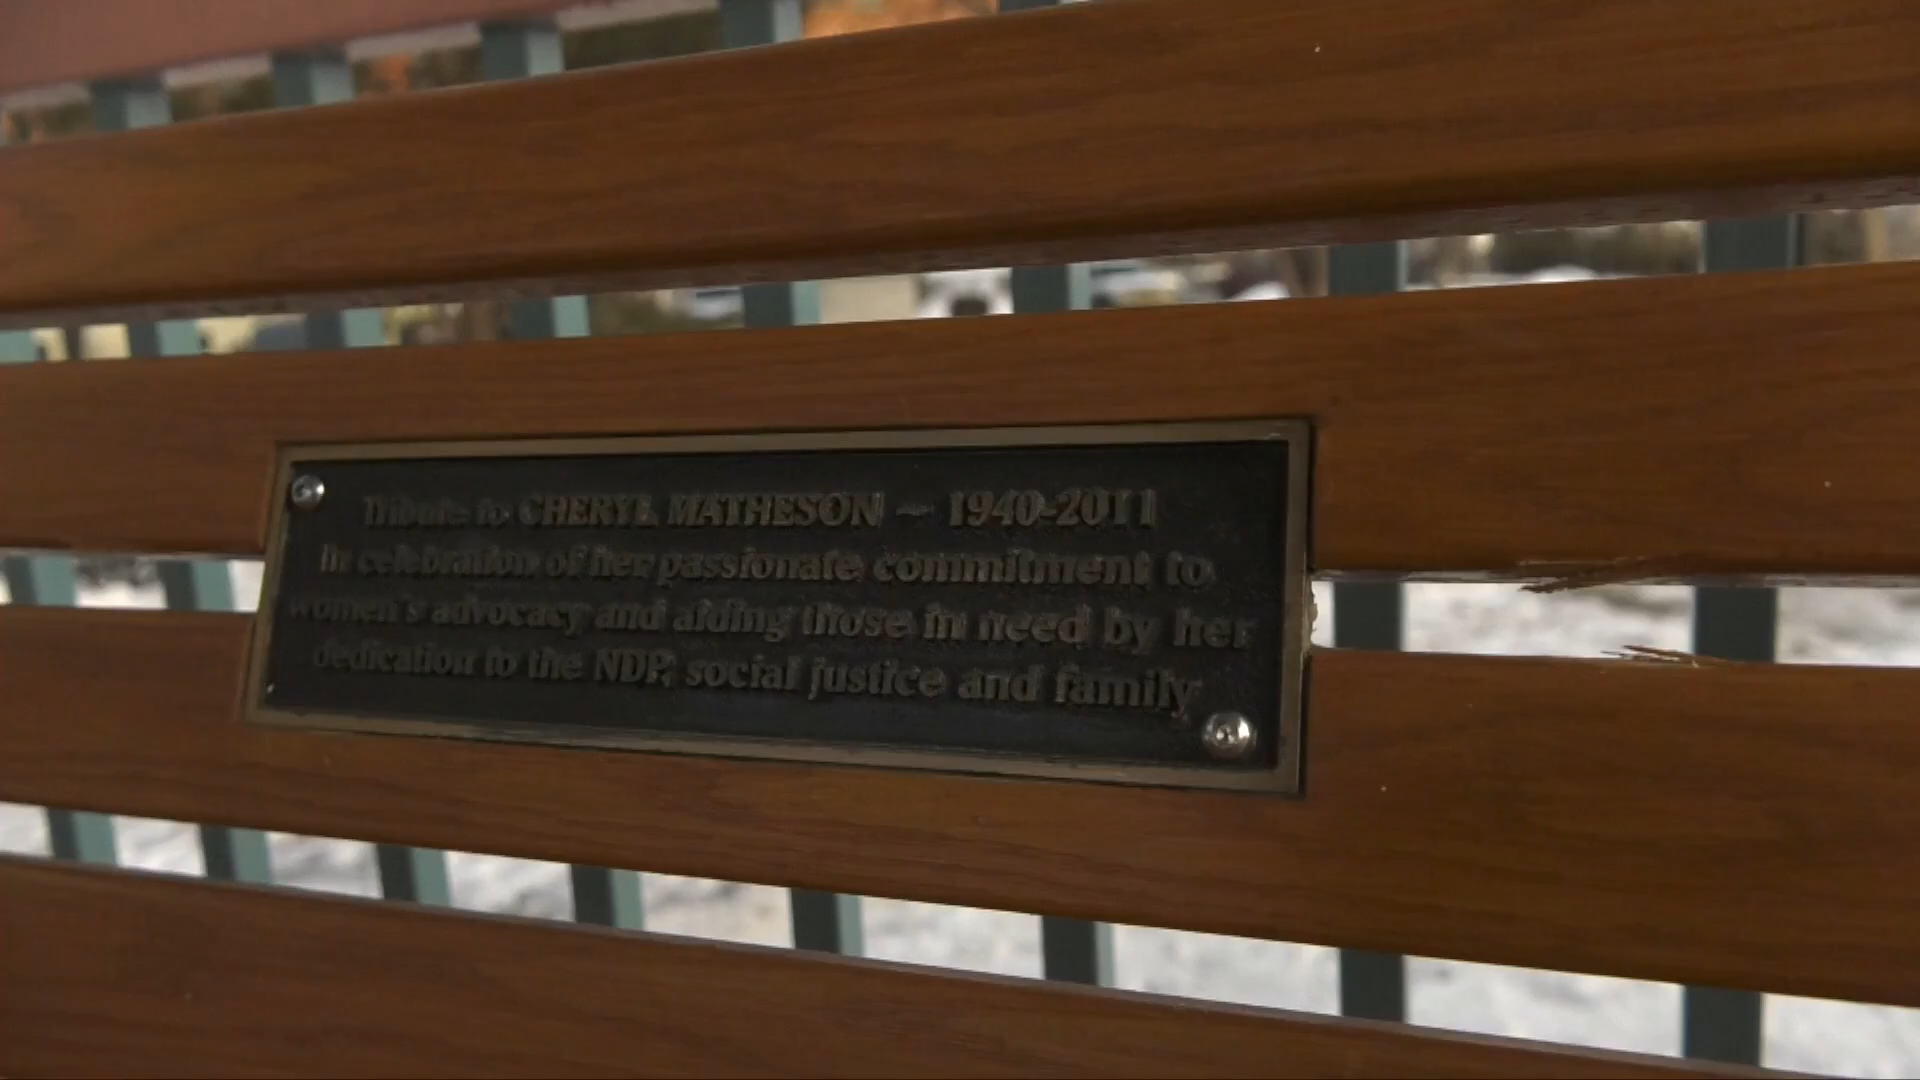 Tribute to CHERYL MATHESON - 1940-2011
In celebration of her passionate commitment to
women's advocacy and aiding those in need by her
dedication to the NDP, social justice and family